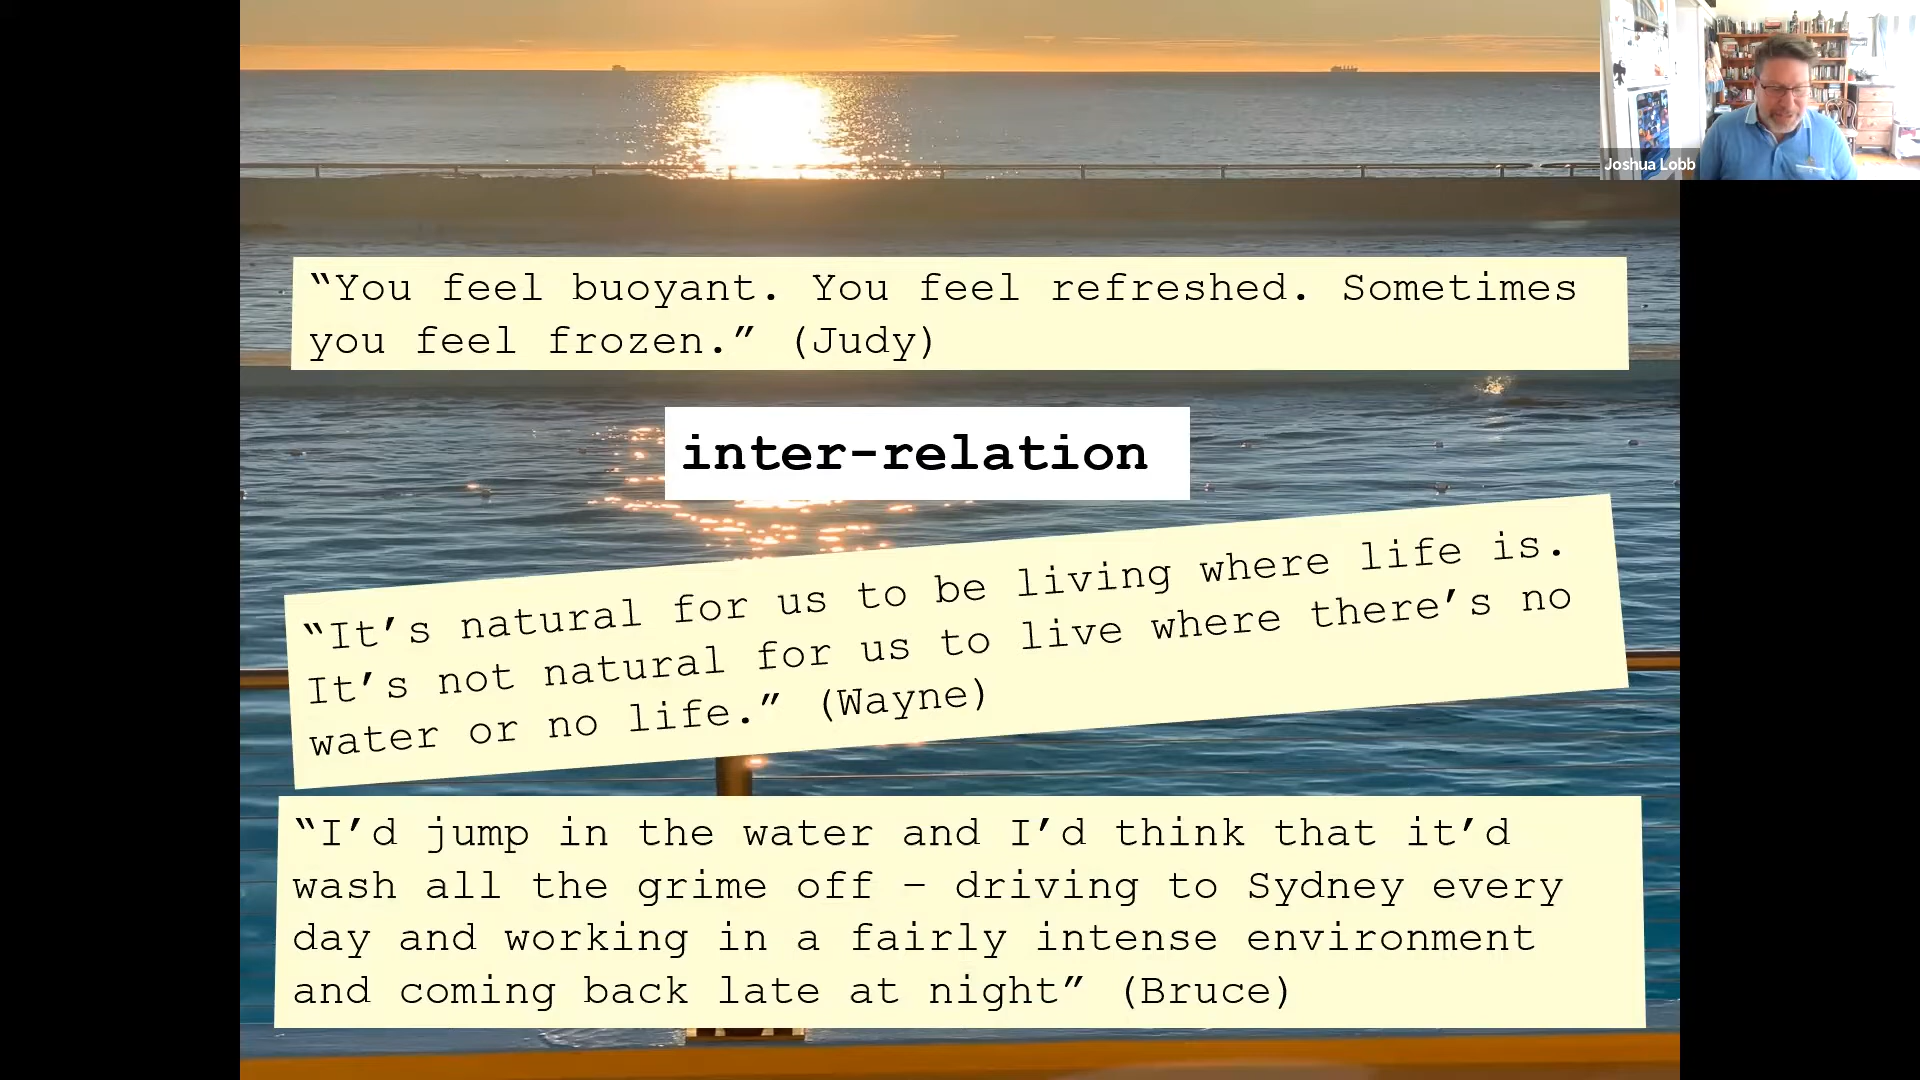 Joshua Lobb
“You feel buoyant. You feel refreshed. Sometimes
you feel frozen.” (Judy)
inter-relation
“It’s natural for us to be living where life is.
It’s not natural for us to live where there’s no
water or no life.” (Wayne)
“I’d jump in the water and I’d think that it’d
wash all the grime off – driving to Sydney every
day and working in a fairly intense environment
and coming back late at night” (Bruce)